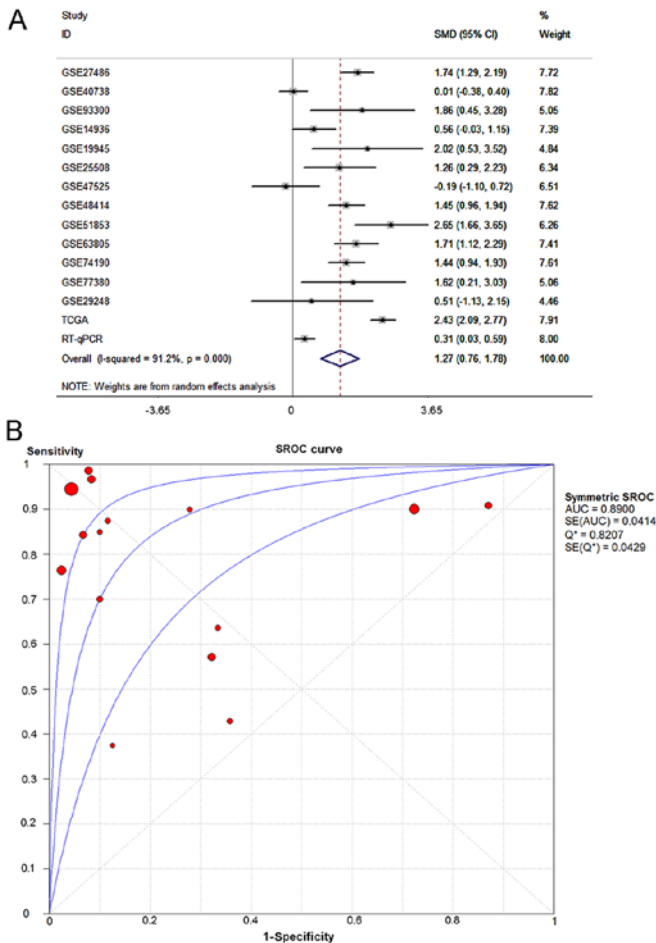 A
Study %
ID SMD (95% CI) Weight
GSE27486 1.74 (1.29, 2.19) 7.72
GSE40738 0.01 (-0.38, 0.40) 7.82
GSE93300 1.86 (0.45, 3.28) 5.05
GSE14936 0.56 (-0.03, 1.15) 7.39
GSE19945 2.02 (0.53, 3.52) 4.84
GSE25508 1.26 (0.29, 2.23) 6.34
GSE47525 -0.19 (-1.10, 0.72) 6.51
GSE48414 1.45 (0.96, 1.94) 7.62
GSE51853 2.65 (1.66, 3.65) 6.26
GSE63805 1.71 (1.12, 2.29) 7.41
GSE74190 1.44 (0.94, 1.93) 7.61
GSE77380 1.62 (0.21, 3.03) 5.06
GSE29248 0.51 (-1.13, 2.15) 4.46
TCGA 2.43 (2.09, 2.77) 7.91
RT-qPCR 0.31 (0.03, 0.59) 8.00
Overall (I-squared = 91.2%, p = 0.000) 1.27 (0.76, 1.78) 100.00
NOTE: Weights are from random effects analysis
-3.65 0 3.65
B
Sensitivity SROC curve
1
0.9
0.8
0.7
0.6
0.5
0.4
0.3
0.2
0.1
0
0 0.2 0.4 0.6 0.8 1
1-Specificity
Symmetric SROC
AUC = 0.8900
SE(AUC) = 0.0414
Q* = 0.8207
SE(Q*) = 0.0429